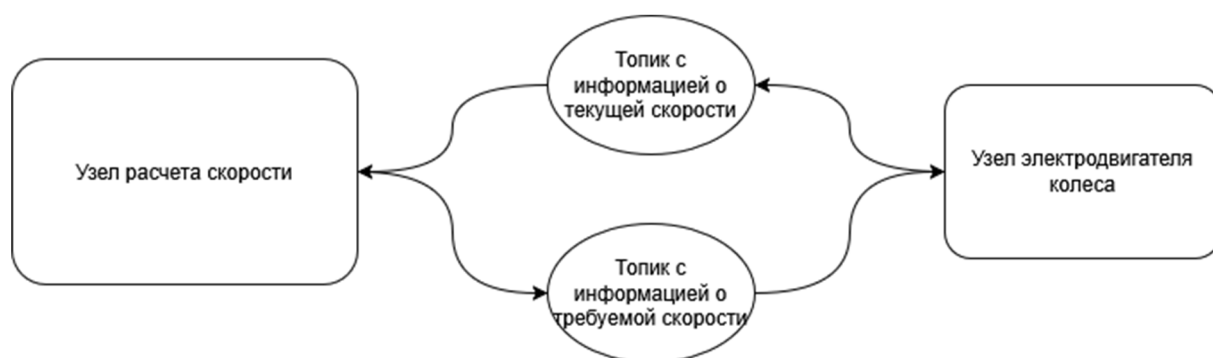 Узел расчета скорости
Топик с
информацией о
текущей скорости
Топик с
информацией о
требуемой скорости
Узел электродвигателя
колеса